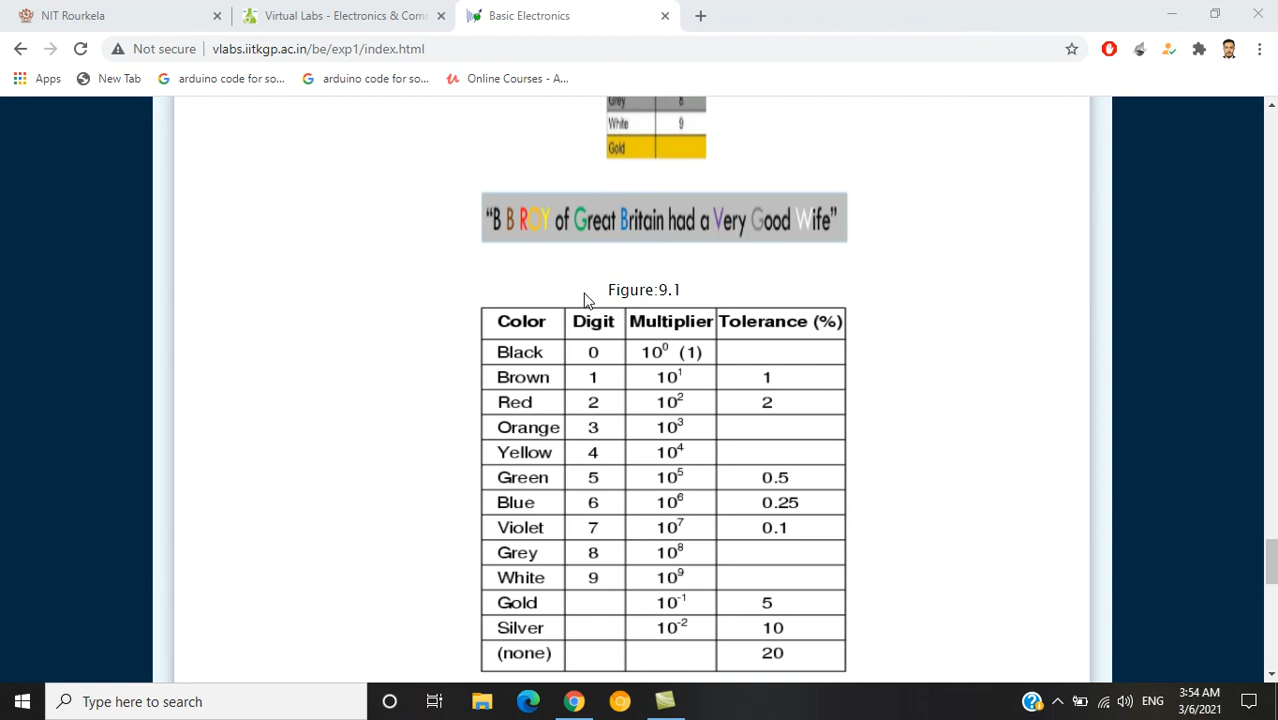 NIT Rourkela
Virtual Labs - Electronics & Comm
Basic Electronics
Not secure
vlabs.iitkgp.ac.in/be/exp1/index.html
Apps
New Tab
arduino code for so...
arduino code for so...
Online Courses - A...
Grey 8
White 9
Gold
"B B ROY of Great Britain had a Very Good Wife"
Figure:9.1
Color Digit Multiplier Tolerance (%)
Black 0 10⁰ (1)
Brown 1 10¹ 1
Red 2 10² 2
Orange 3 10³
Yellow 4 10⁴
Green 5 10⁵ 0.5
Blue 6 10⁶ 0.25
Violet 7 10⁷ 0.1
Grey 8 10⁸
White 9 10⁹
Gold 10⁻¹ 5
Silver 10⁻² 10
(none) 20
Type here to search
3:54 AM
3/6/2021